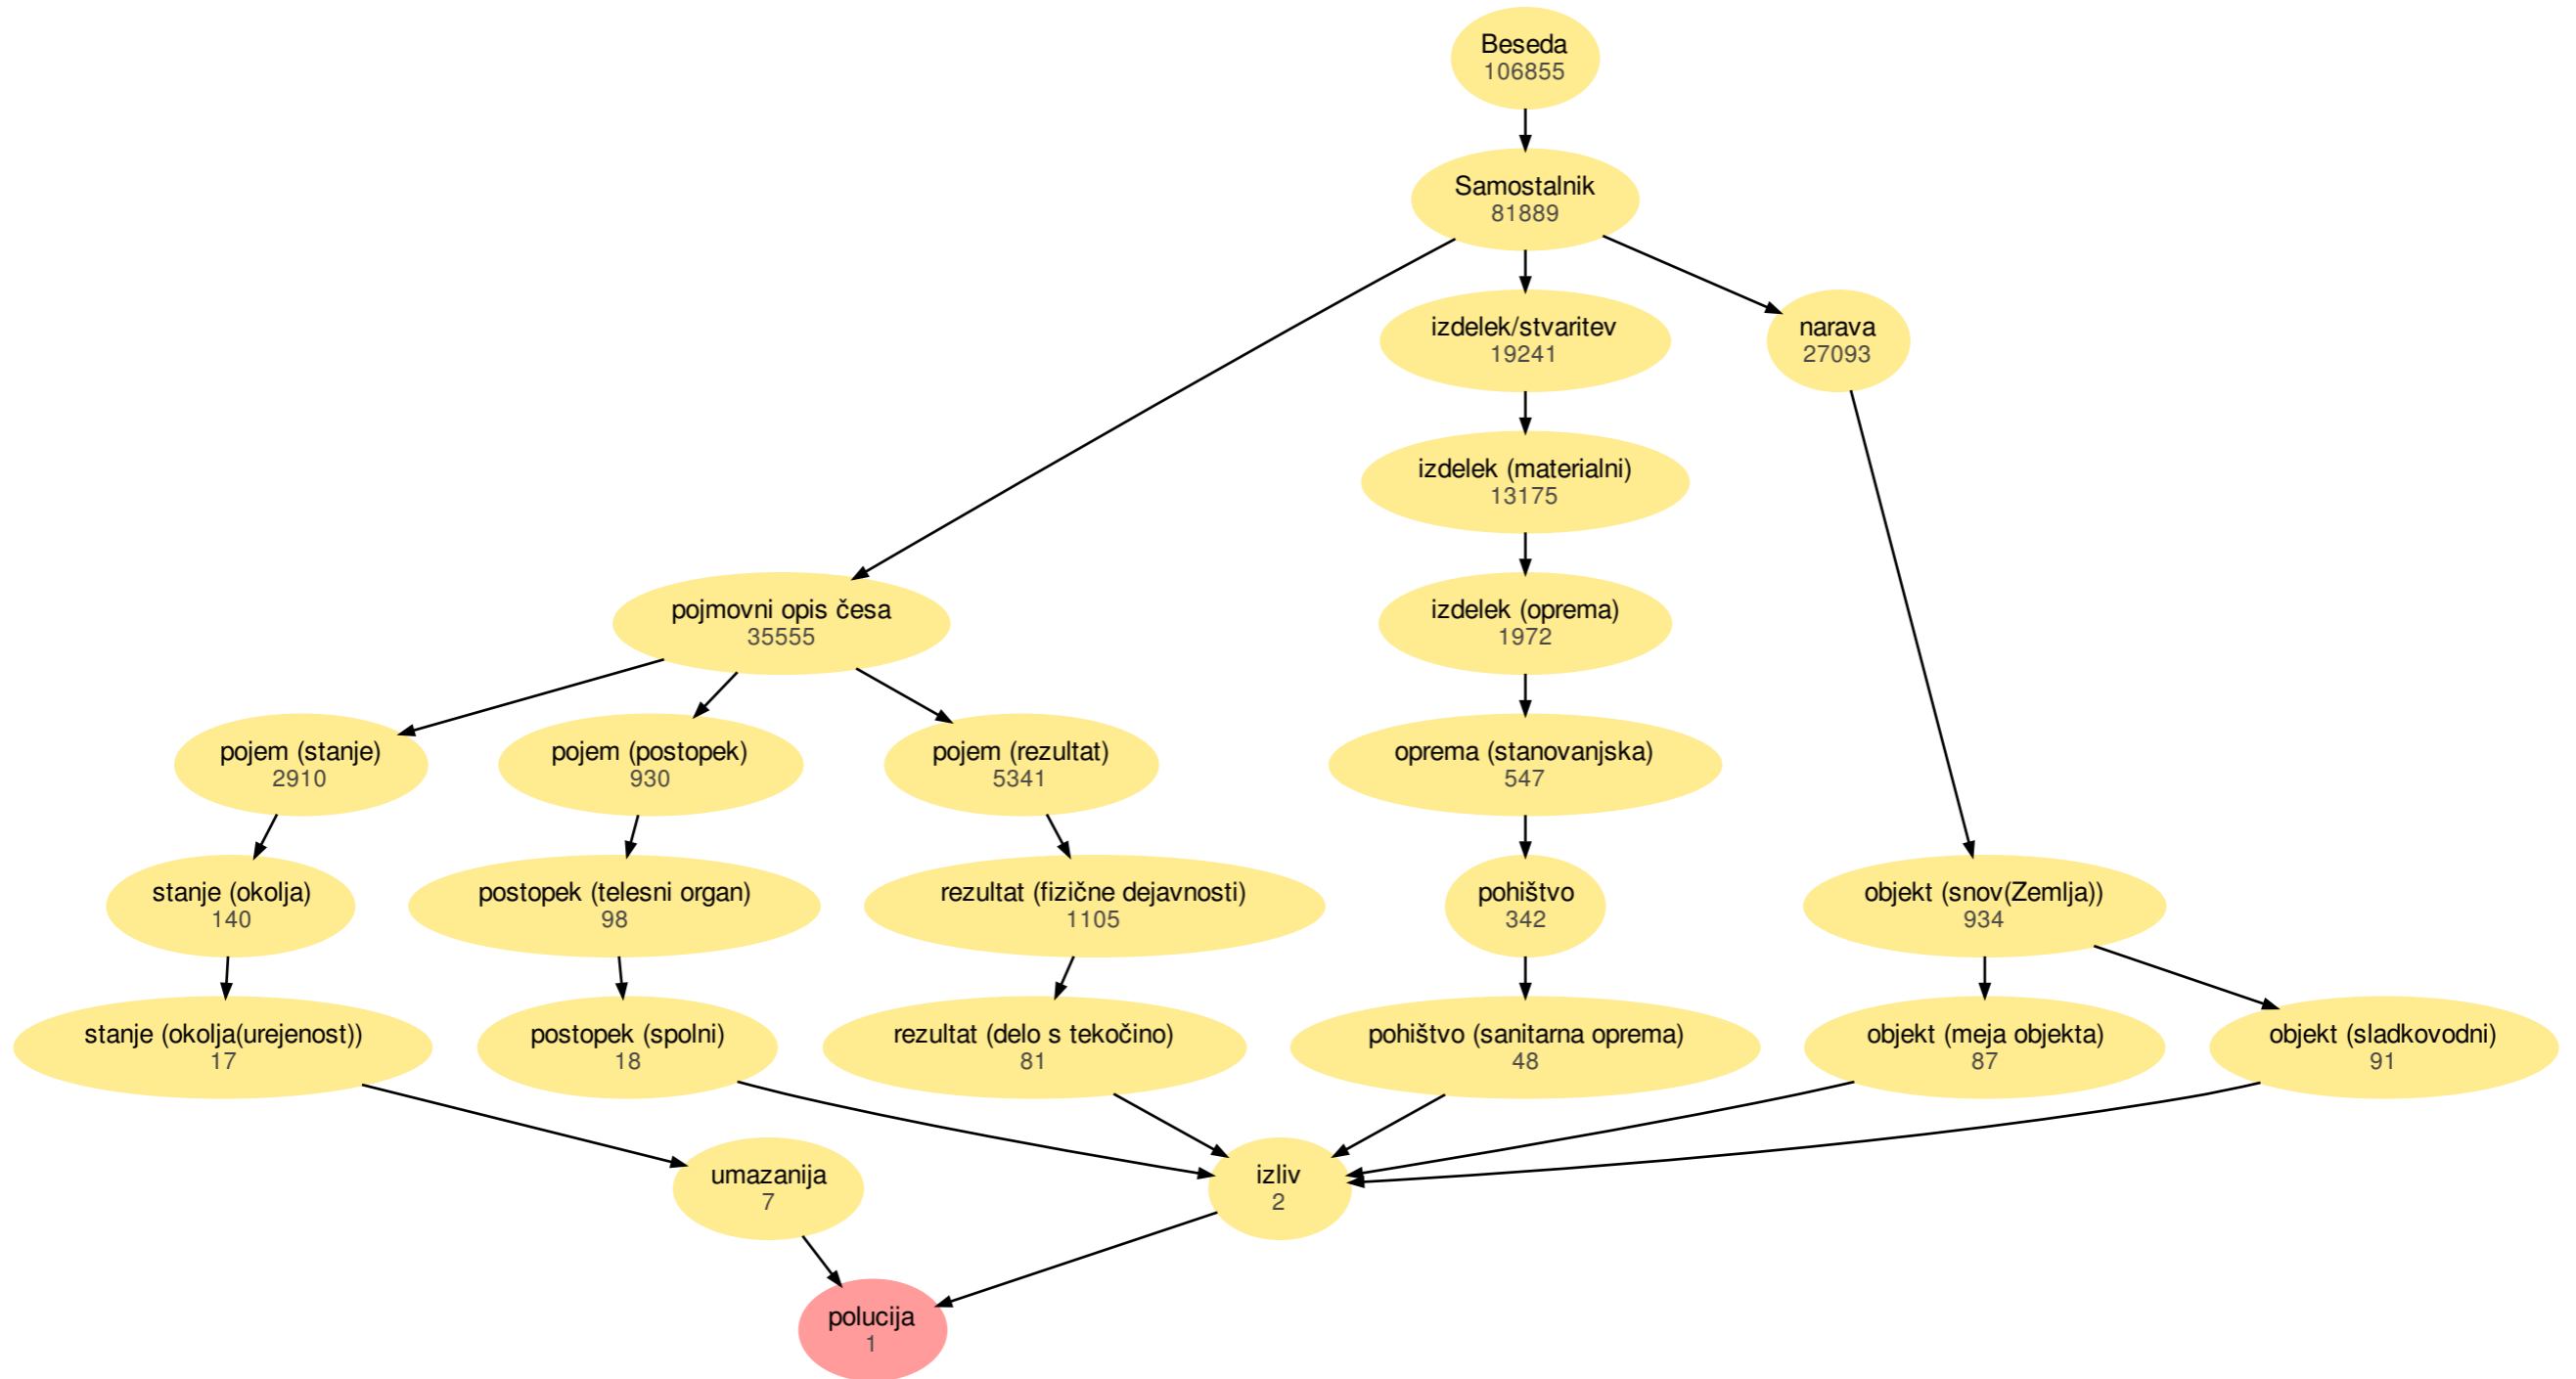 Beseda
106855
Samostalnik
81889
izdelek/stvaritev
19241
narava
27093
izdelek (materialni)
13175
pojmovni opis česa
35555
izdelek (oprema)
1972
pojem (stanje)
2910
pojem (postopek)
930
pojem (rezultat)
5341
oprema (stanovanjska)
547
stanje (okolja)
140
postopek (telesni organ)
98
rezultat (fizične dejavnosti)
1105
pohištvo
342
objekt (snov(Zemlja))
934
stanje (okolja(urejenost))
17
postopek (spolni)
18
rezultat (delo s tekočino)
81
pohištvo (sanitarna oprema)
48
objekt (meja objekta)
87
objekt (sladkovodni)
91
umazanija
7
izliv
2
polucija
1